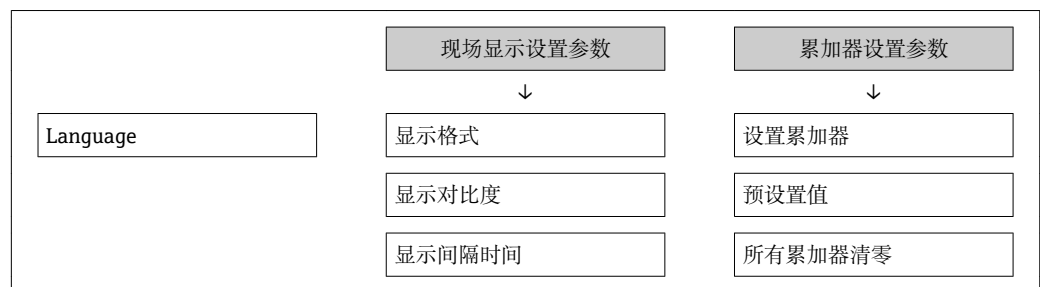 现场显示设置参数
累加器设置参数
↓
↓
Language
显示格式
设置累加器
显示对比度
预设置值
显示间隔时间
所有累加器清零